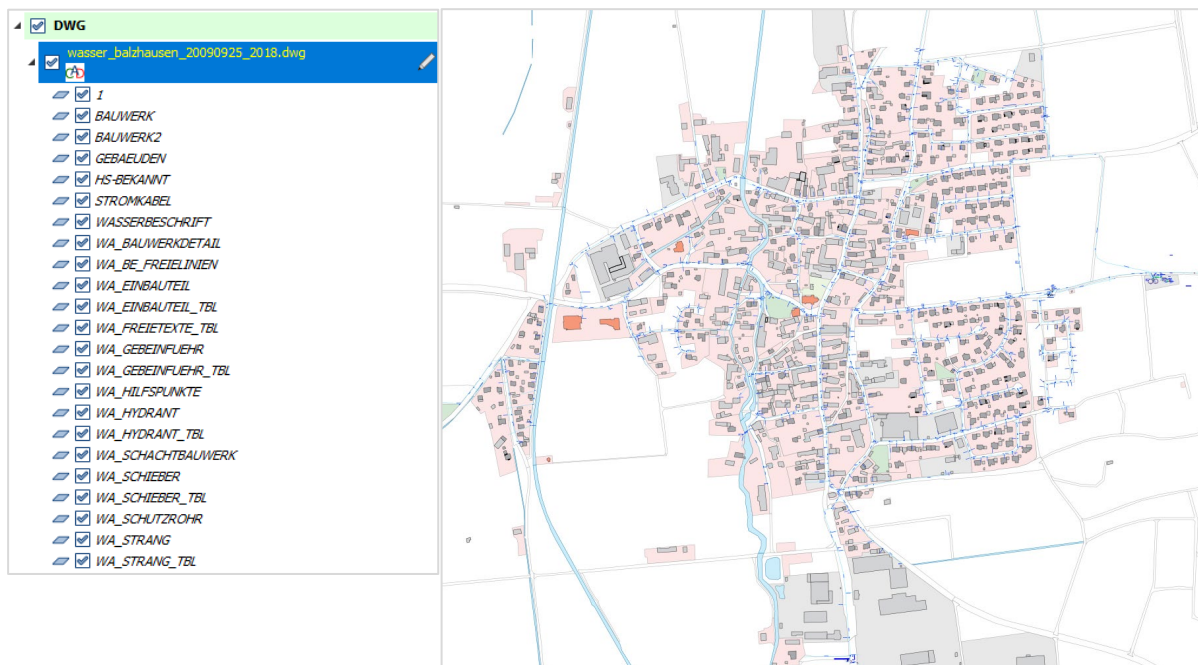 DWG
wasser_balzhausen_20090925_2018.dwg
1
BAUWERK
BAUWERK2
GEBAEUDEN
HS-BEKANNT
STROMKABEL
WASSERBESCHRIFT
WA_BAUWERKDETAIL
WA_BE_FREIELINIEN
WA_EINBAUTEIL
WA_EINBAUTEIL_TBL
WA_FREIETEXTE_TBL
WA_GEBEINFUEHR
WA_GEBEINFUEHR_TBL
WA_HILFSPUNKTE
WA_HYDRANT
WA_HYDRANT_TBL
WA_SCHACHTBAUWERK
WA_SCHIEBER
WA_SCHIEBER_TBL
WA_SCHUTZROHR
WA_STRANG
WA_STRANG_TBL